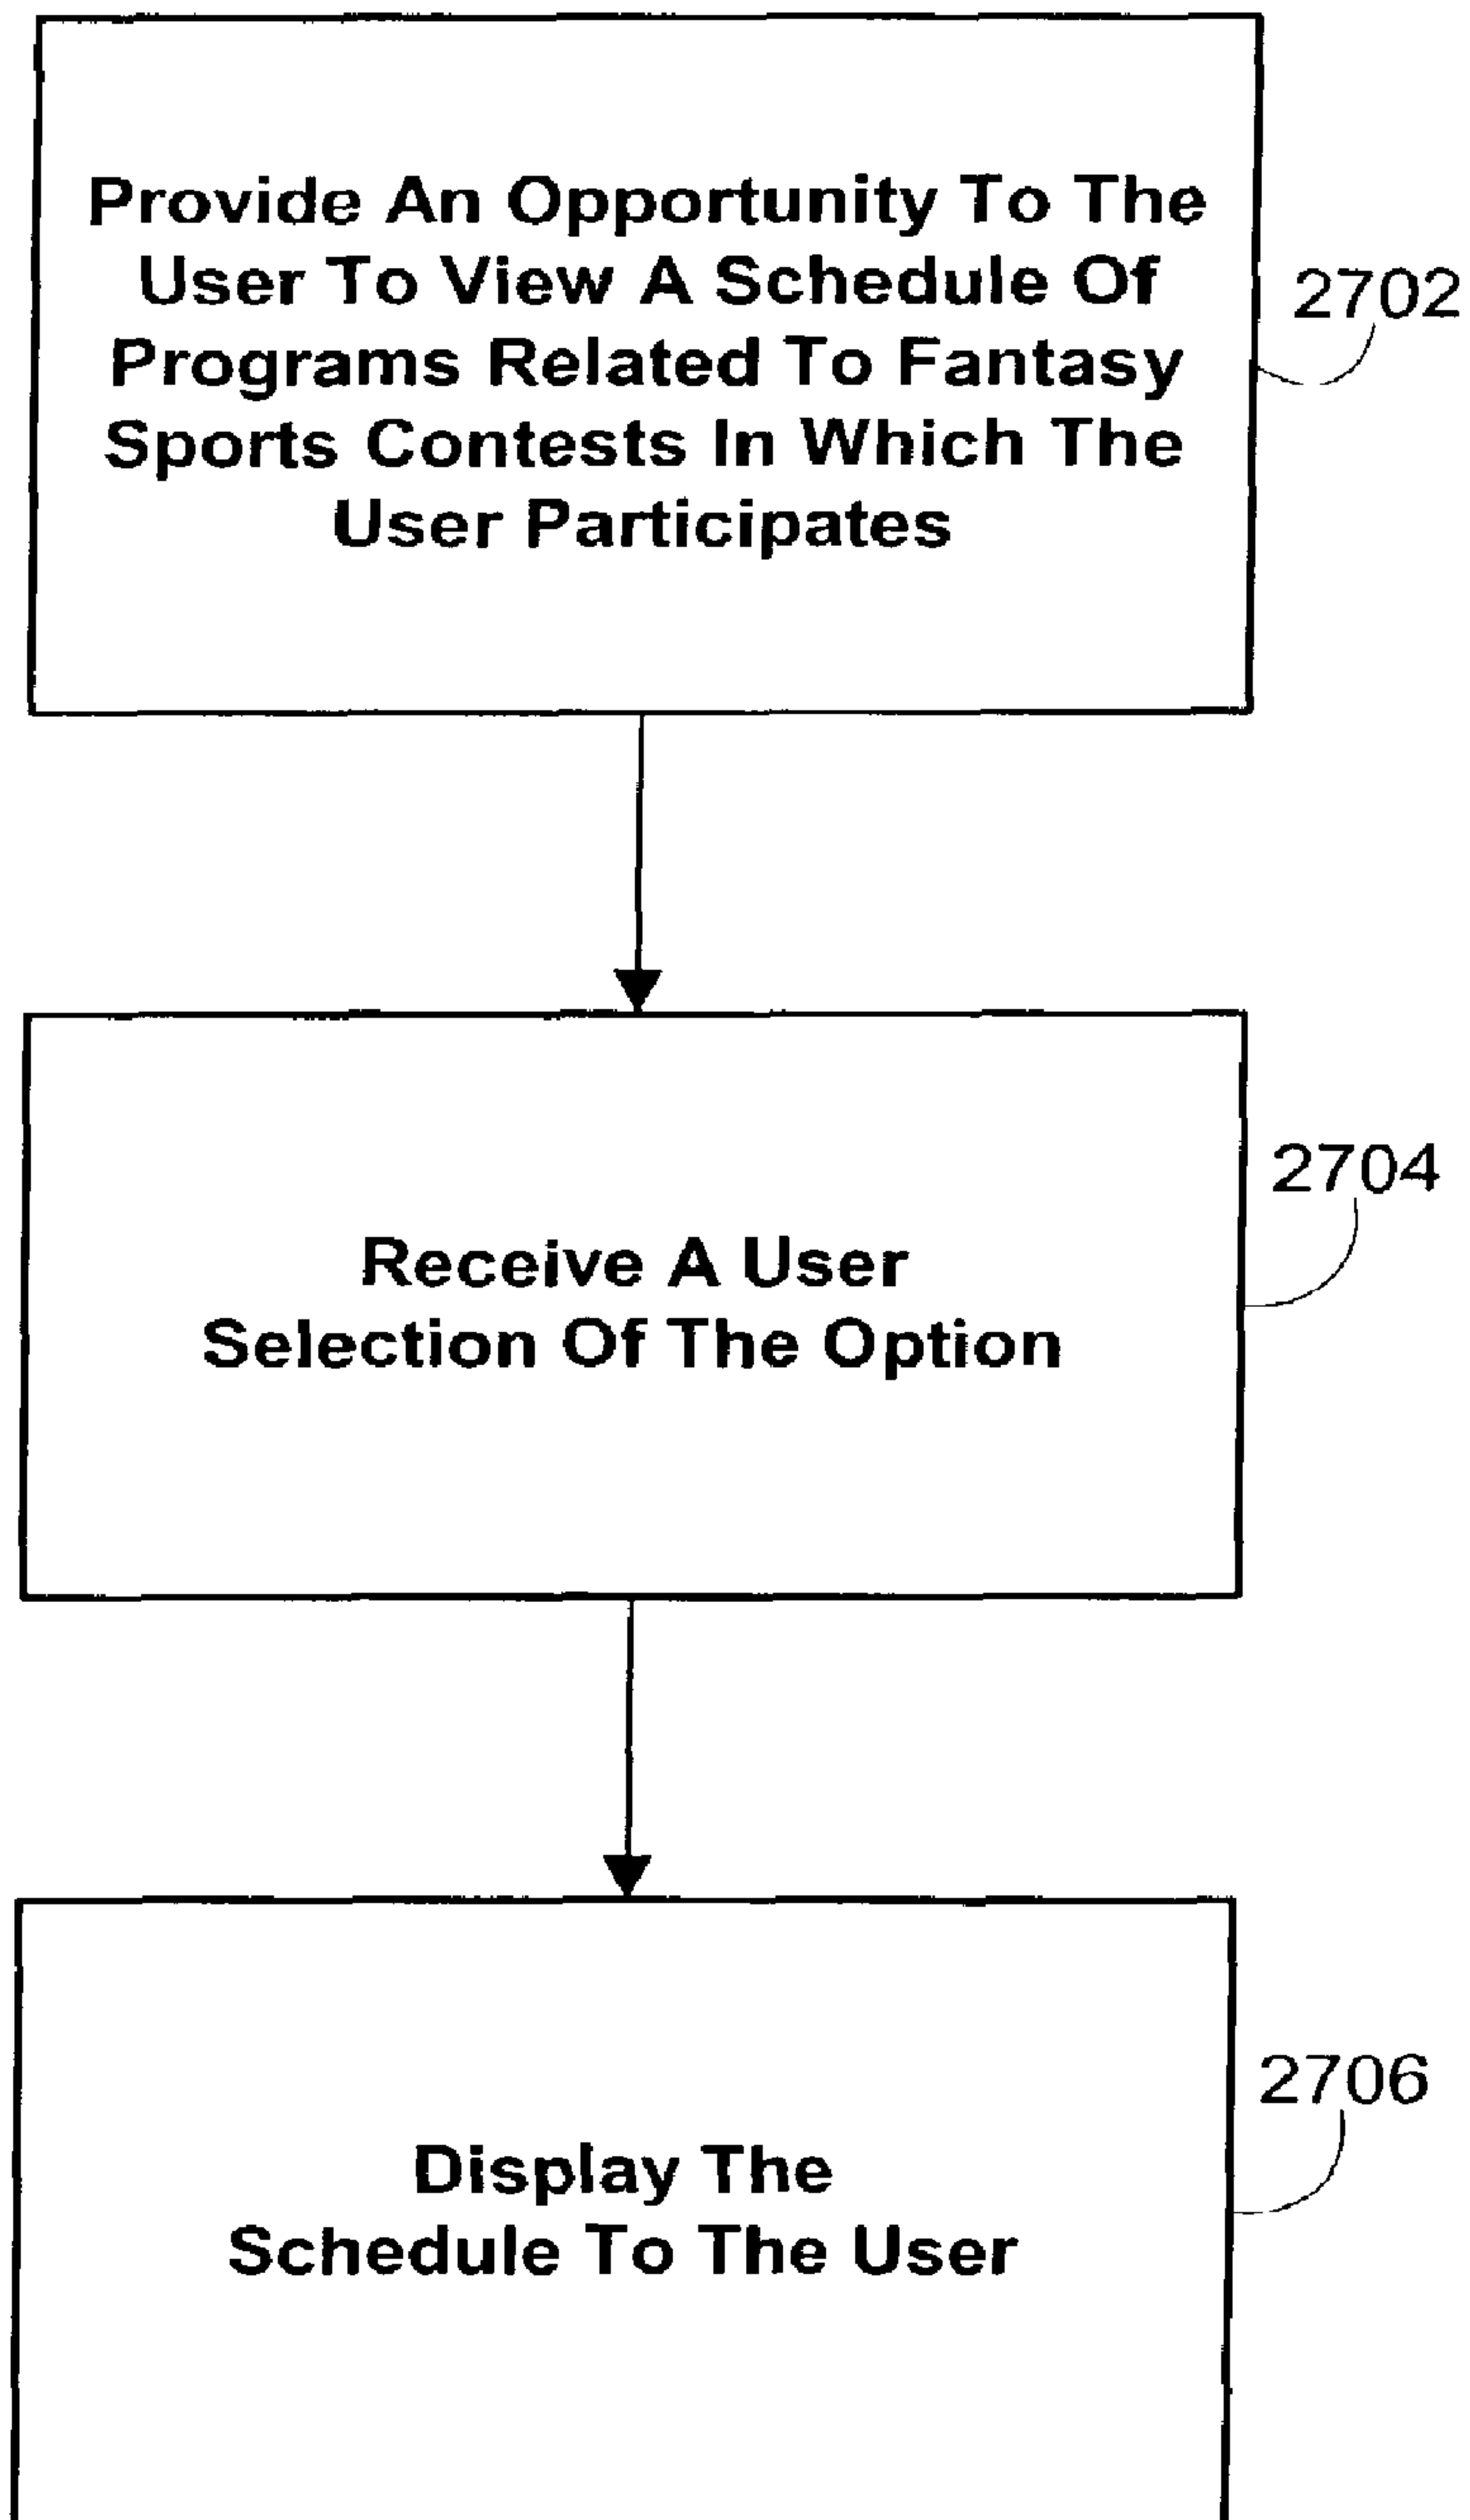 Provide An Opportunity To The
User To View A Schedule Of
Programs Related To Fantasy
Sports Contests In Which The
User Participates
2702
Receive A User
Selection Of The Option
2704
Display The
Schedule To The User
2706